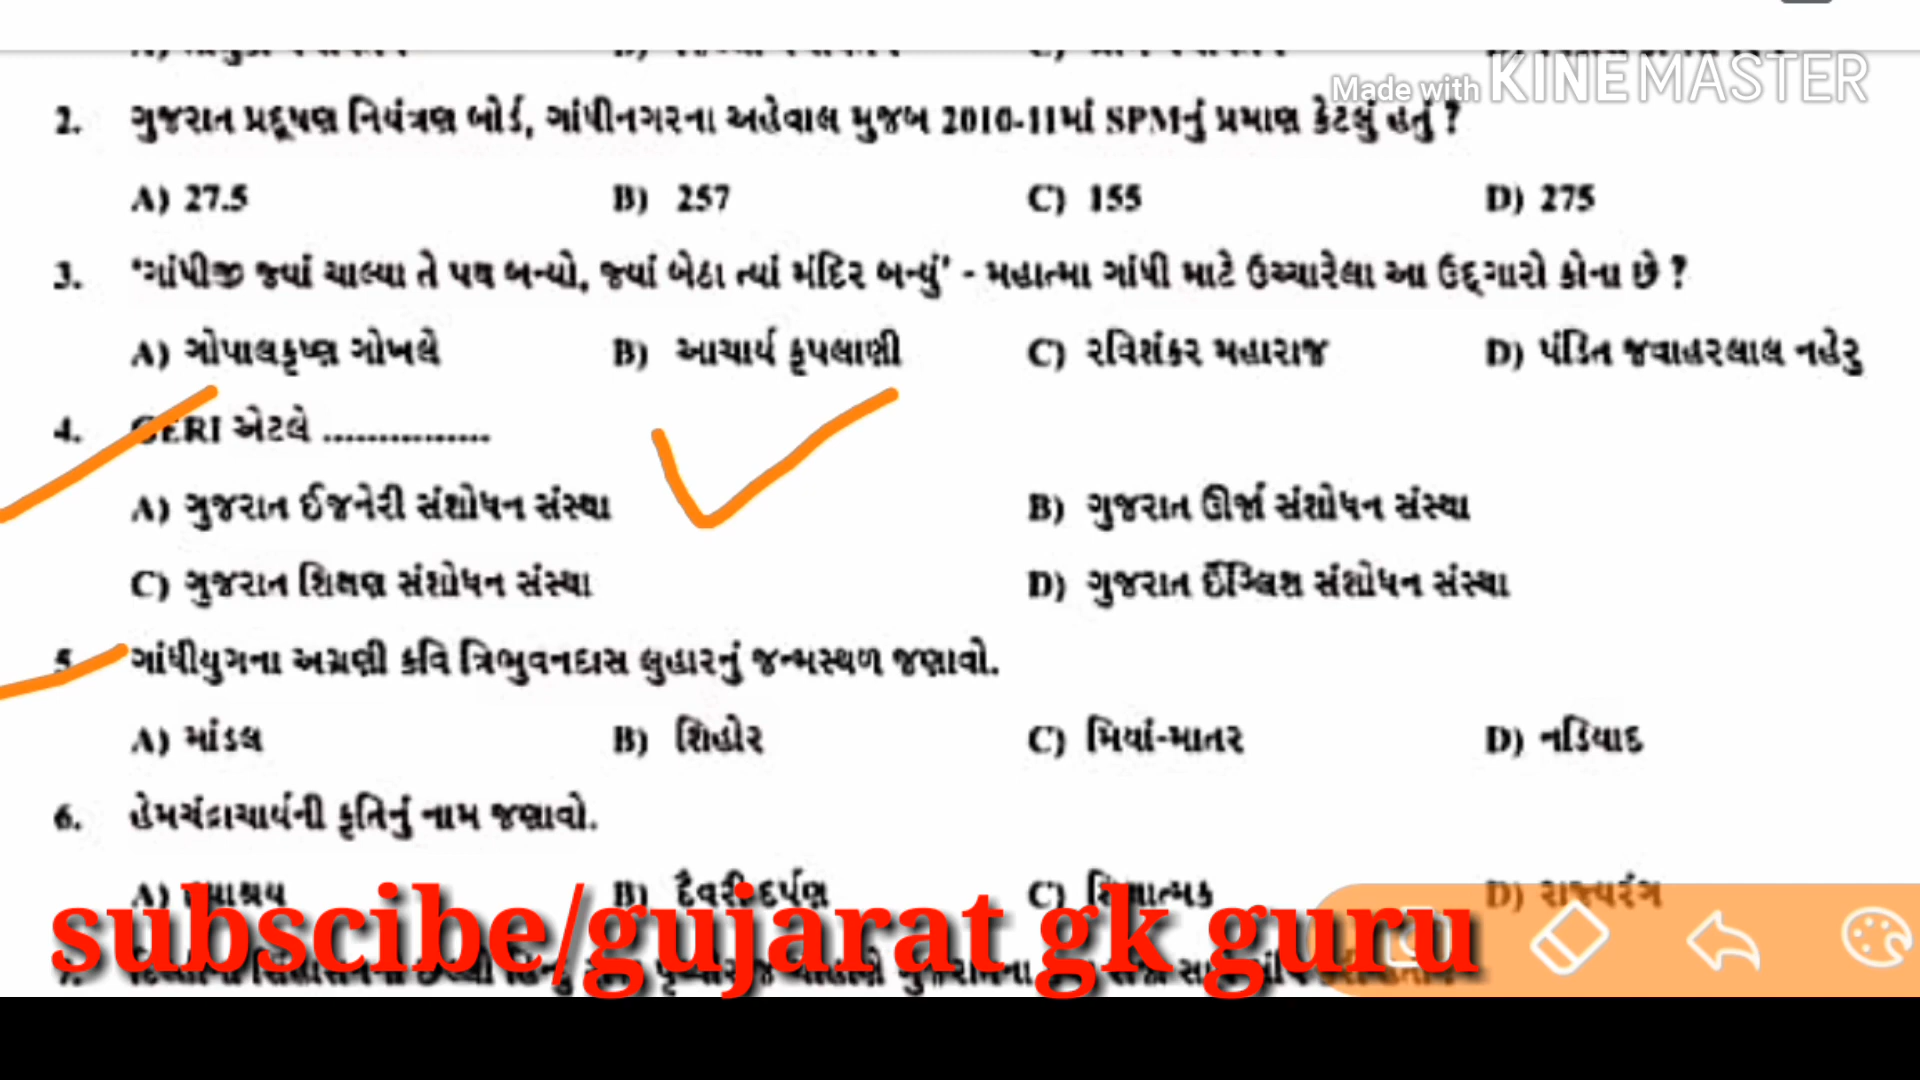 Made with KINEMASTER
2. ગુજરાત પ્રદૂષણ નિયંત્રણ બોર્ડ, ગાંધીનગરના અહેવાલ મુજબ 2010-11માં SPMનું પ્રમાણ કેટલું હતું ?
A) 27.5 B) 257 C) 155 D) 275
3. 'ગાંધીજી જ્યાં ચાલ્યા તે પથ બન્યો, જ્યાં બેઠા ત્યાં મંદિર બન્યું' - મહાત્મા ગાંધી માટે ઉચ્ચારેલા આ ઉદ્દગારો કોના છે ?
A) ગોપાલકૃષ્ણ ગોખલે B) આચાર્ય કૃપલાણી C) રવિશંકર મહારાજ D) પંડિત જવાહરલાલ નહેરુ
4. GERI એટલે ...............
A) ગુજરાત ઈજનેરી સંશોધન સંસ્થા B) ગુજરાત ઊર્જા સંશોધન સંસ્થા
C) ગુજરાત શિક્ષણ સંશોધન સંસ્થા D) ગુજરાત ઈંગ્લિશ સંશોધન સંસ્થા
5. ગાંધીયુગના અગ્રણી કવિ ત્રિભુવનદાસ લુહારનું જન્મસ્થળ જણાવો.
A) માંડલ B) શિહોર C) મિયાં-માતર D) નડિયાદ
6. હેમચંદ્રાચાર્યની કૃતિનું નામ જણાવો.
A) B) C) D) રાજ્યરંગ
subscibe/gujarat gk guru